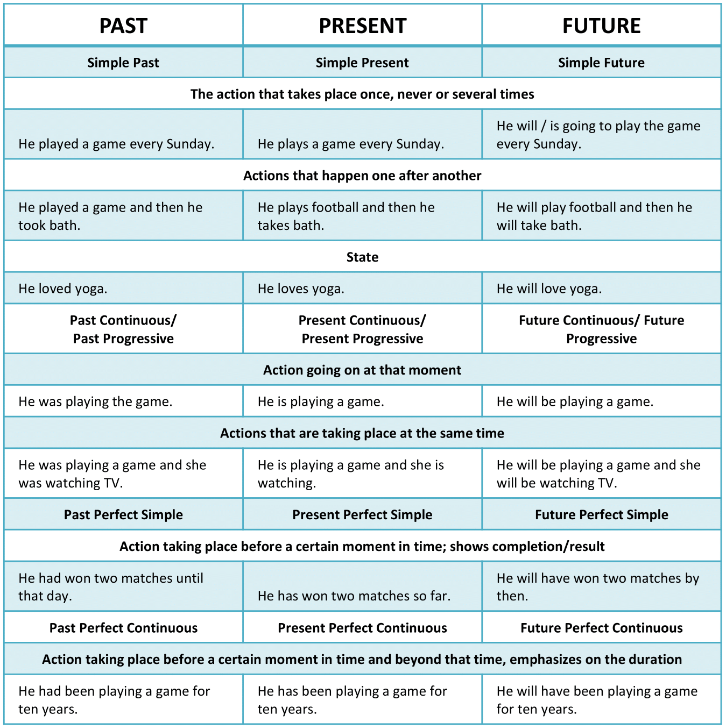 PAST PRESENT FUTURE
Simple Past Simple Present Simple Future
The action that takes place once, never or several times
He played a game every Sunday. He plays a game every Sunday. He will / is going to play the game
every Sunday.
Actions that happen one after another
He played a game and then he He plays football and then he He will play football and then he
took bath. takes bath. will take bath.
State
He loved yoga. He loves yoga. He will love yoga.
Past Continuous/ Present Continuous/ Future Continuous/ Future
Past Progressive Present Progressive Progressive
Action going on at that moment
He was playing the game. He is playing a game. He will be playing a game.
Actions that are taking place at the same time
He was playing a game and she He is playing a game and she is He will be playing a game and she
was watching TV. watching. will be watching TV.
Past Perfect Simple Present Perfect Simple Future Perfect Simple
Action taking place before a certain moment in time; shows completion/result
He had won two matches until He will have won two matches by
that day. He has won two matches so far. then.
Past Perfect Continuous Present Perfect Continuous Future Perfect Continuous
Action taking place before a certain moment in time and beyond that time, emphasizes on the duration
He had been playing a game for He has been playing a game for He will have been playing a game
ten years. ten years. for ten years.